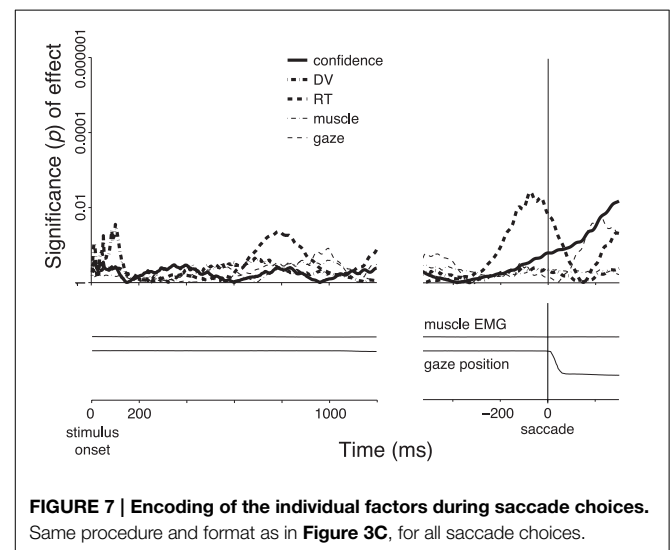 Significance (p) of effect
0.000001
0.0001
0.01
1
confidence
DV
RT
muscle
gaze
muscle EMG
gaze position
0 200 1000 −200 0
stimulus
onset
saccade
Time (ms)
FIGURE 7 | Encoding of the individual factors during saccade choices.
Same procedure and format as in Figure 3C, for all saccade choices.